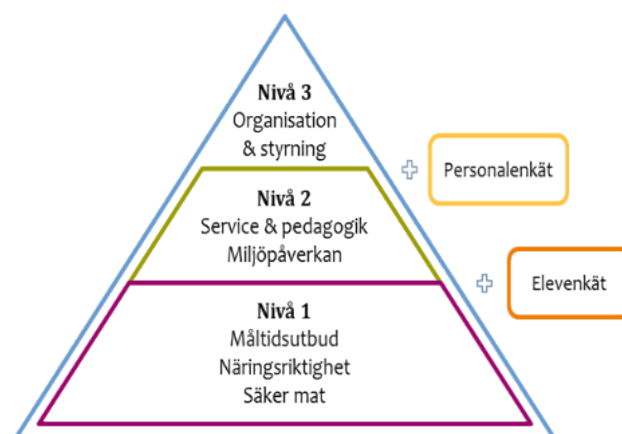 Nivå 3
Organisation
& styrning
Personalenkät
Nivå 2
Service & pedagogik
Miljöpåverkan
Elevenkät
Nivå 1
Måltidsutbud
Näringsriktighet
Säker mat